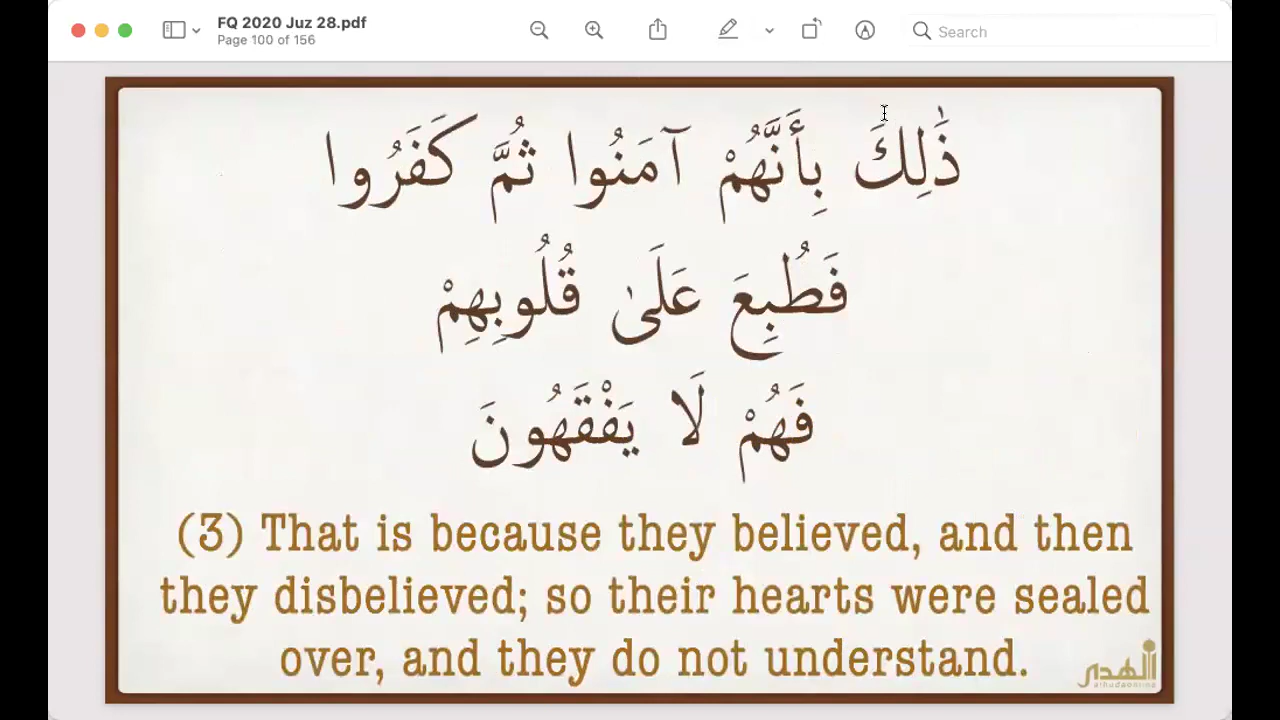 FQ 2020 Juz 28.pdf
Page 100 of 156
Search
ذَٰلِكَ بِأَنَّهُمْ آمَنُوا ثُمَّ كَفَرُوا
فَطُبِعَ عَلَىٰ قُلُوبِهِمْ
فَهُمْ لَا يَفْقَهُونَ
(3) That is because they believed, and then
they disbelieved; so their hearts were sealed
over, and they do not understand.
الهدى
alhudaonline